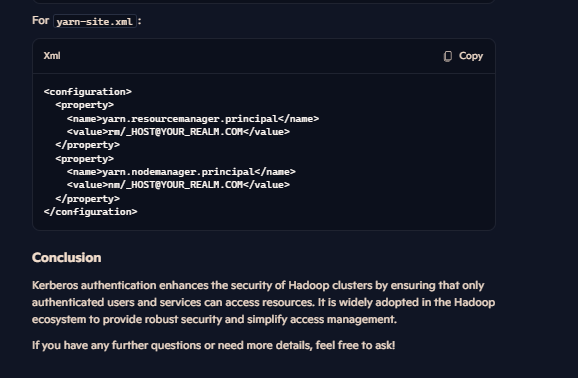 For yarn-site.xml:
Xml Copy
<configuration>
  <property>
    <name>yarn.resourcemanager.principal</name>
    <value>rm/_HOST@YOUR_REALM.COM</value>
  </property>
  <property>
    <name>yarn.nodemanager.principal</name>
    <value>nm/_HOST@YOUR_REALM.COM</value>
  </property>
</configuration>
Conclusion
Kerberos authentication enhances the security of Hadoop clusters by ensuring that only
authenticated users and services can access resources. It is widely adopted in the Hadoop
ecosystem to provide robust security and simplify access management.
If you have any further questions or need more details, feel free to ask!